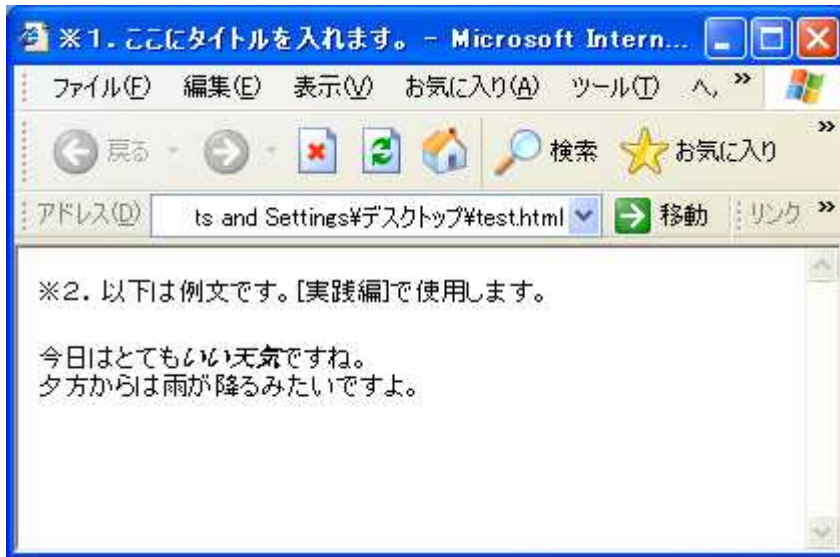 ※1. ここにタイトルを入れます。 - Microsoft Intern...
ファイル(F) 編集(E) 表示(V) お気に入り(A) ツール(T) ヘ, »
戻る 検索 お気に入り »
アドレス(D) ts and Settings¥デスクトップ¥test.html 移動 リンク »
※2. 以下は例文です。[実践編]で使用します。
今日はとてもいい天気ですね。
夕方からは雨が降るみたいですよ。